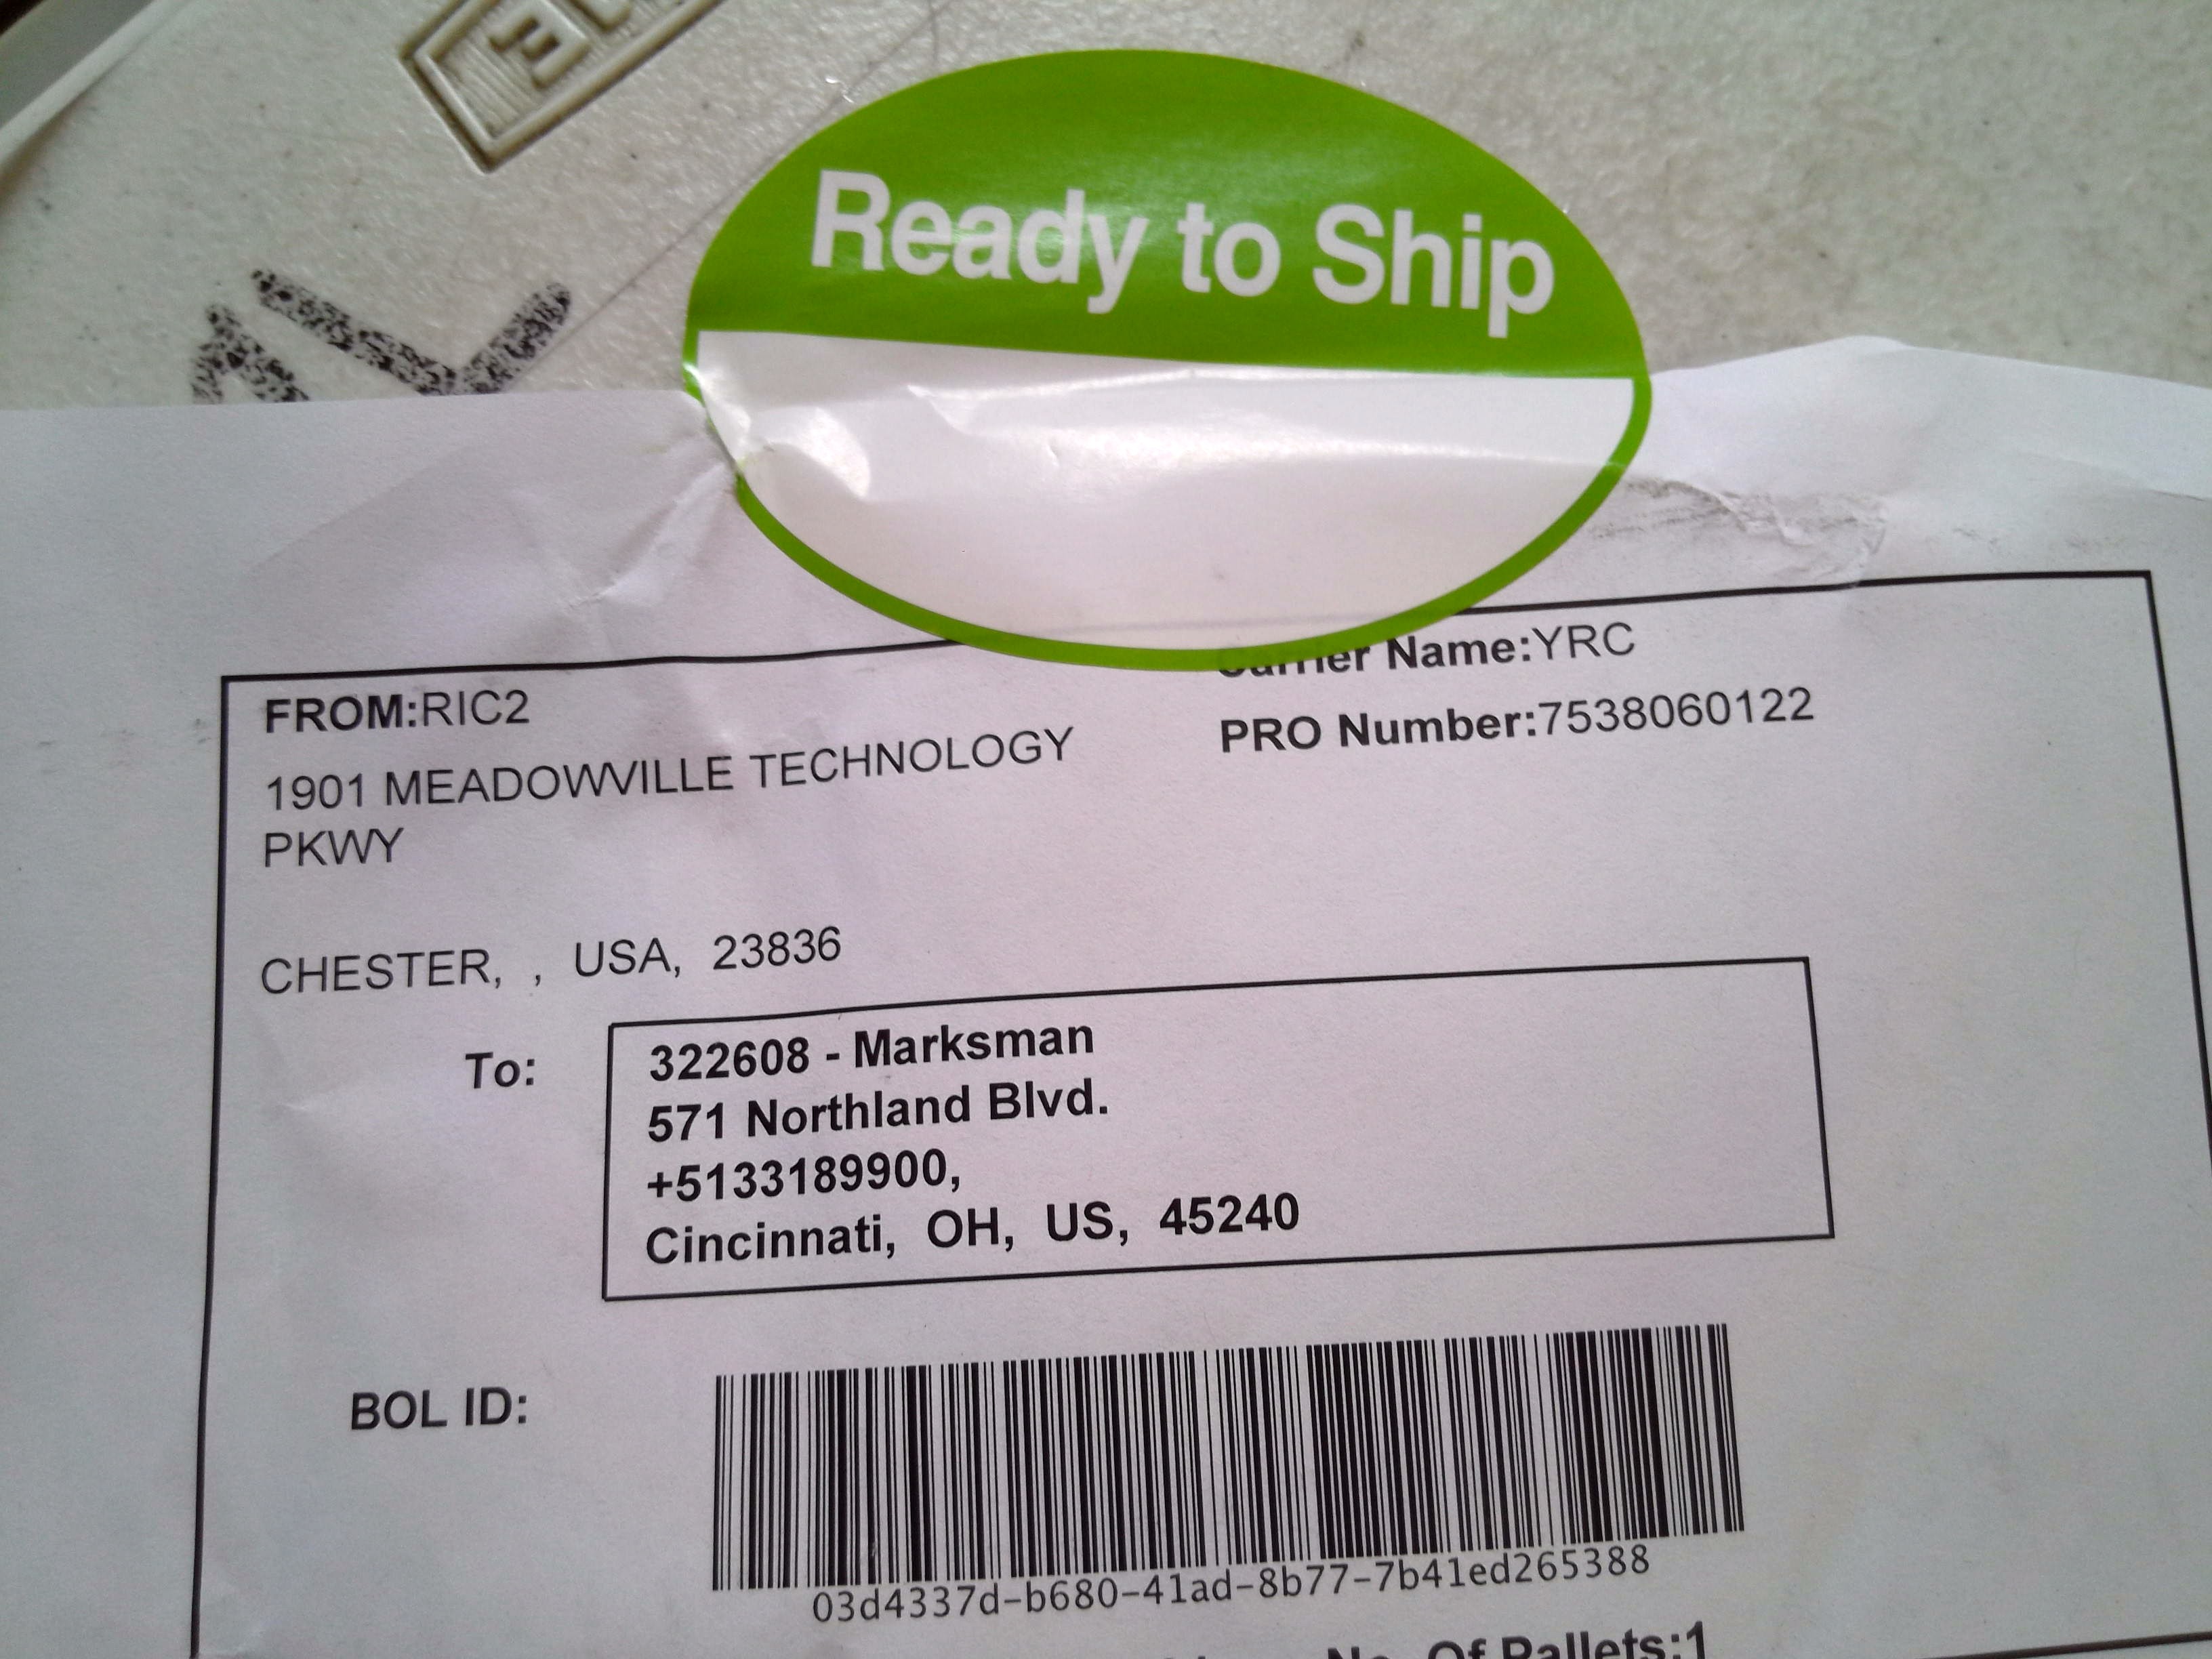 Ready to Ship
Carrier Name:YRC
FROM:RIC2
PRO Number:7538060122
1901 MEADOWVILLE TECHNOLOGY
PKWY
CHESTER, , USA, 23836
To:
322608 - Marksman
571 Northland Blvd.
+5133189900,
Cincinnati, OH, US, 45240
BOL ID:
03d4337d-b680-41ad-8b77-7b41ed265388
No. Of Pallets:1